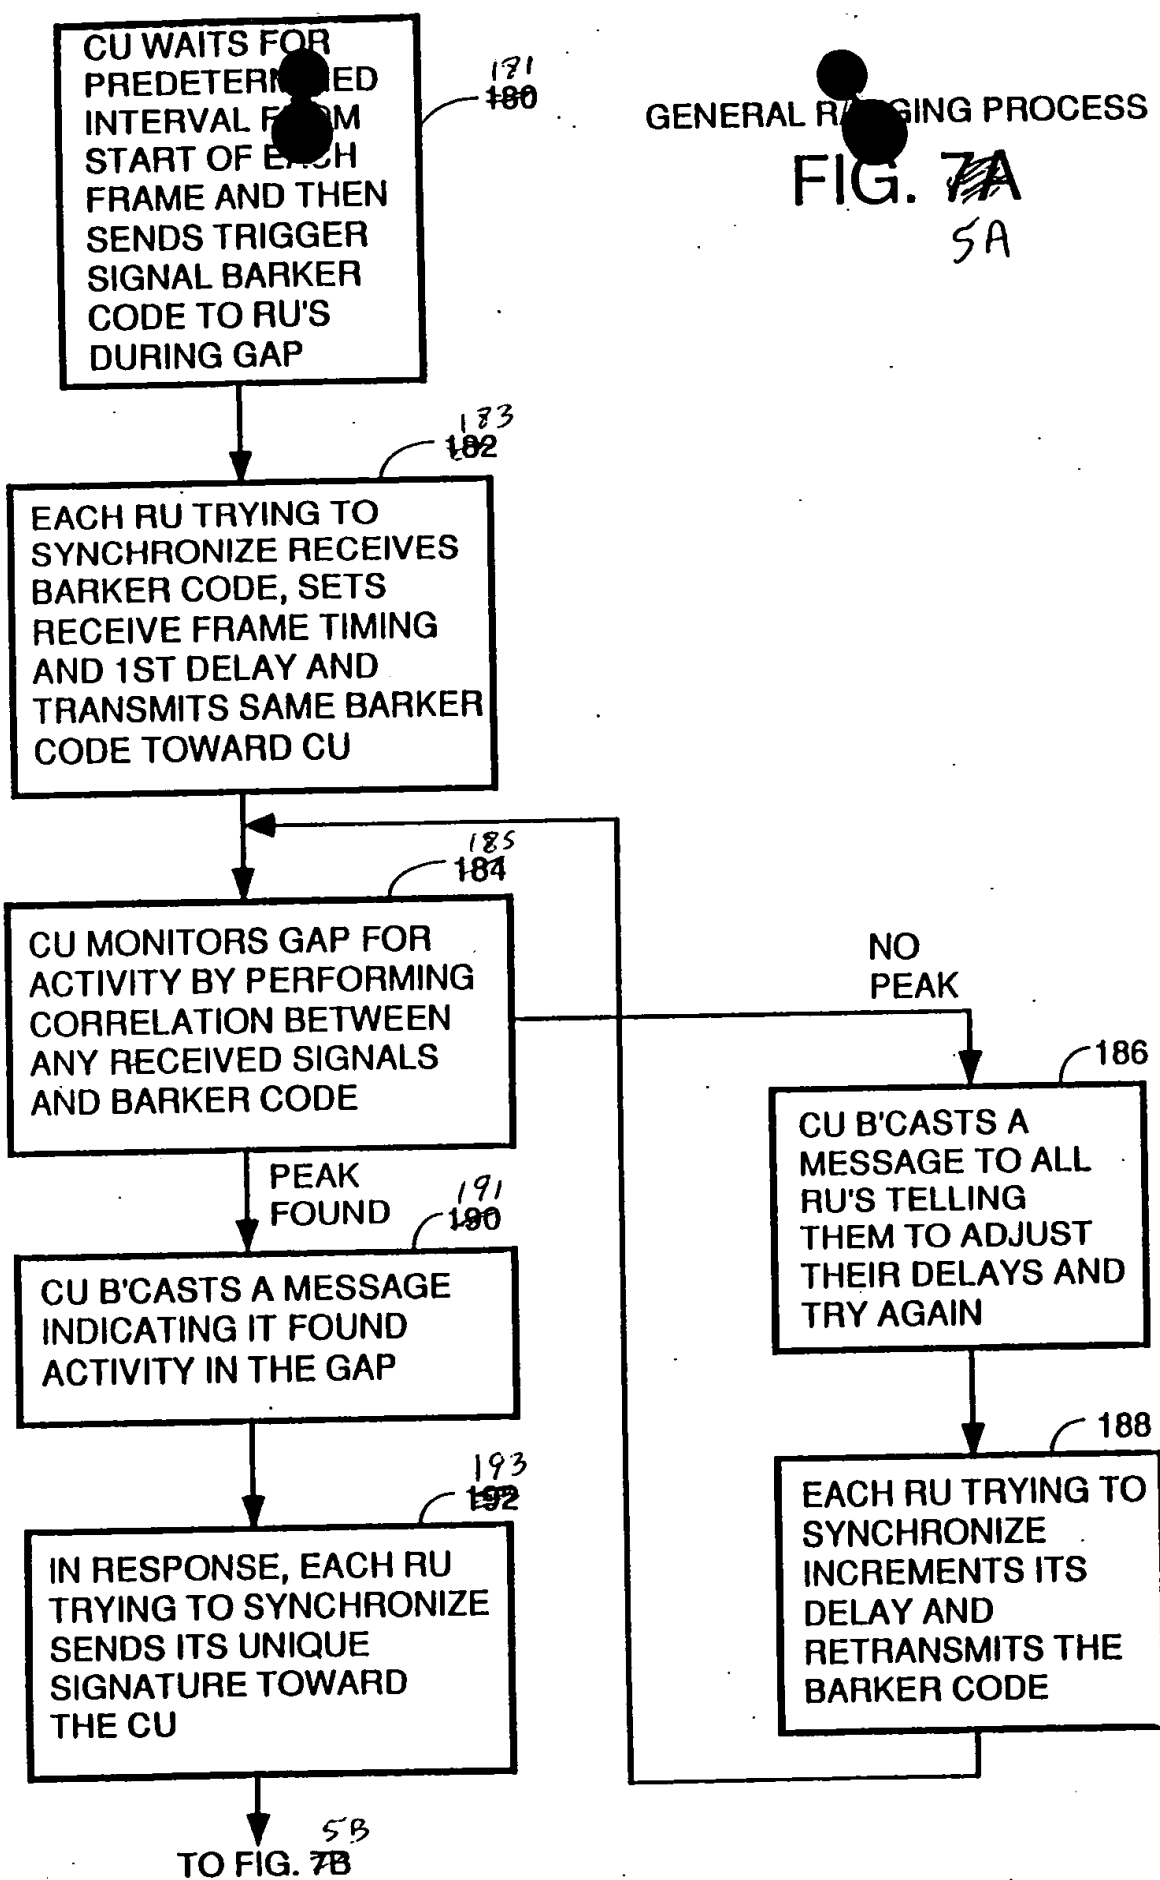 CU WAITS FOR
INTERVAL
START OF EACH
FRAME AND THEN
SENDS TRIGGER
SIGNAL BARKER
CODE TO RU'S
DURING GAP
181
180
GENERAL PROCESS
FIG. 7A
5A
183
182
EACH RU TRYING TO
SYNCHRONIZE RECEIVES
BARKER CODE, SETS
RECEIVE FRAME TIMING
AND 1ST DELAY AND
TRANSMITS SAME BARKER
CODE TOWARD CU
185
184
CU MONITORS GAP FOR
ACTIVITY BY PERFORMING
CORRELATION BETWEEN
ANY RECEIVED SIGNALS
AND BARKER CODE
NO
PEAK
186
CU B'CASTS A
MESSAGE TO ALL
RU'S TELLING
THEM TO ADJUST
THEIR DELAYS AND
TRY AGAIN
PEAK
FOUND
191
190
CU B'CASTS A MESSAGE
INDICATING IT FOUND
ACTIVITY IN THE GAP
188
EACH RU TRYING TO
SYNCHRONIZE
INCREMENTS ITS
DELAY AND
RETRANSMITS THE
BARKER CODE
193
192
IN RESPONSE, EACH RU
TRYING TO SYNCHRONIZE
SENDS ITS UNIQUE
SIGNATURE TOWARD
THE CU
5B
TO FIG. 7B